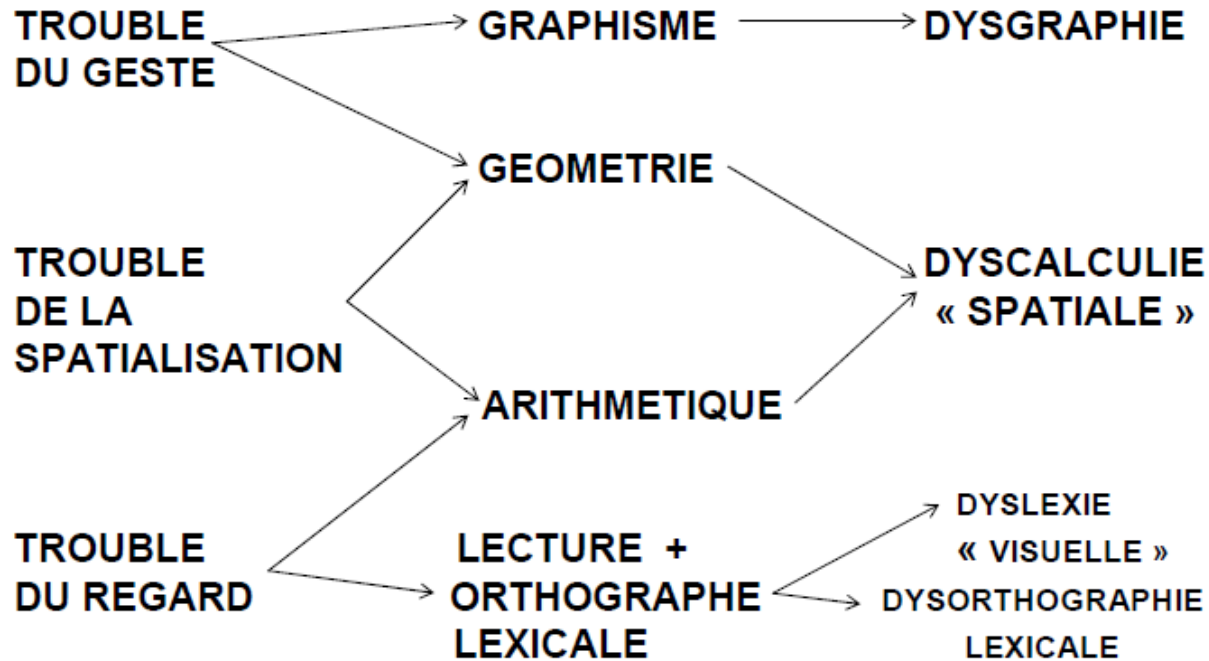 TROUBLE
DU GESTE
GRAPHISME
DYSGRAPHIE
GEOMETRIE
TROUBLE
DE LA
SPATIALISATION
DYSCALCULIE
« SPATIALE »
ARITHMETIQUE
TROUBLE
DU REGARD
LECTURE +
ORTHOGRAPHE
LEXICALE
DYSLEXIE
« VISUELLE »
DYSORTHOGRAPHIE
LEXICALE